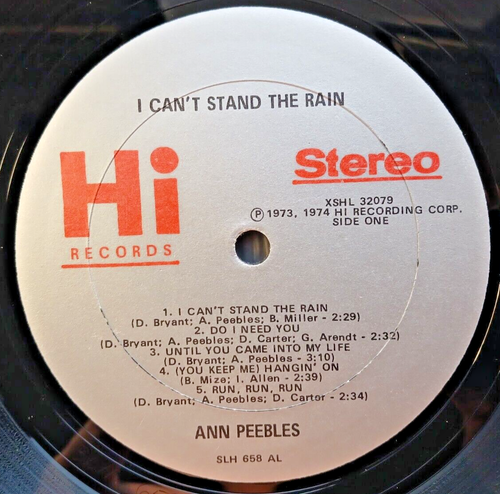 I CAN'T STAND THE RAIN
Hi
RECORDS
Stereo
XSHL 32079
Ⓟ 1973, 1974 HI RECORDING CORP.
SIDE ONE
1. I CAN'T STAND THE RAIN
(D. Bryant; A. Peebles; B. Miller - 2:29)
2. DO I NEED YOU
(D. Bryant; A. Peebles; D. Carter; G. Arendt - 2:32)
3. UNTIL YOU CAME INTO MY LIFE
(D. Bryant; A. Peebles - 3:10)
4. (YOU KEEP ME) HANGIN' ON
(B. Mize; I. Allen - 2:39)
5. RUN, RUN, RUN
(D. Bryant; A. Peebles; D. Carter - 2:34)
ANN PEEBLES
SLH 658 AL